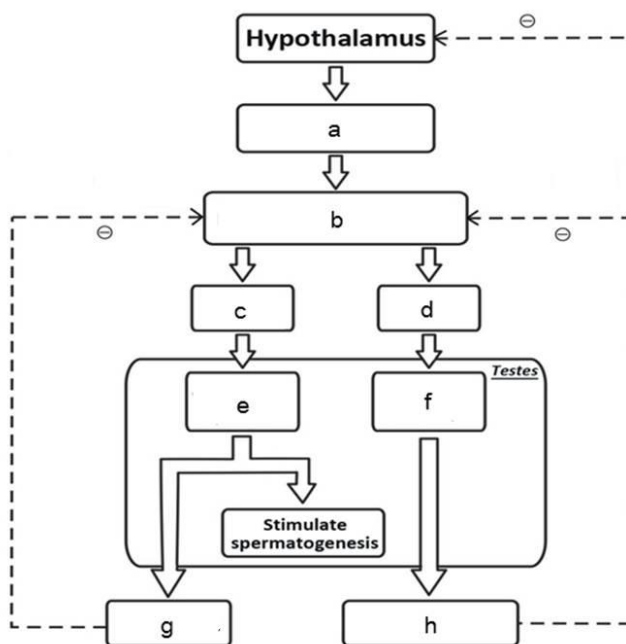 Hypothalamus
⊖
a
b
⊖
⊖
c
d
Testes
e
f
Stimulate
spermatogenesis
g
h